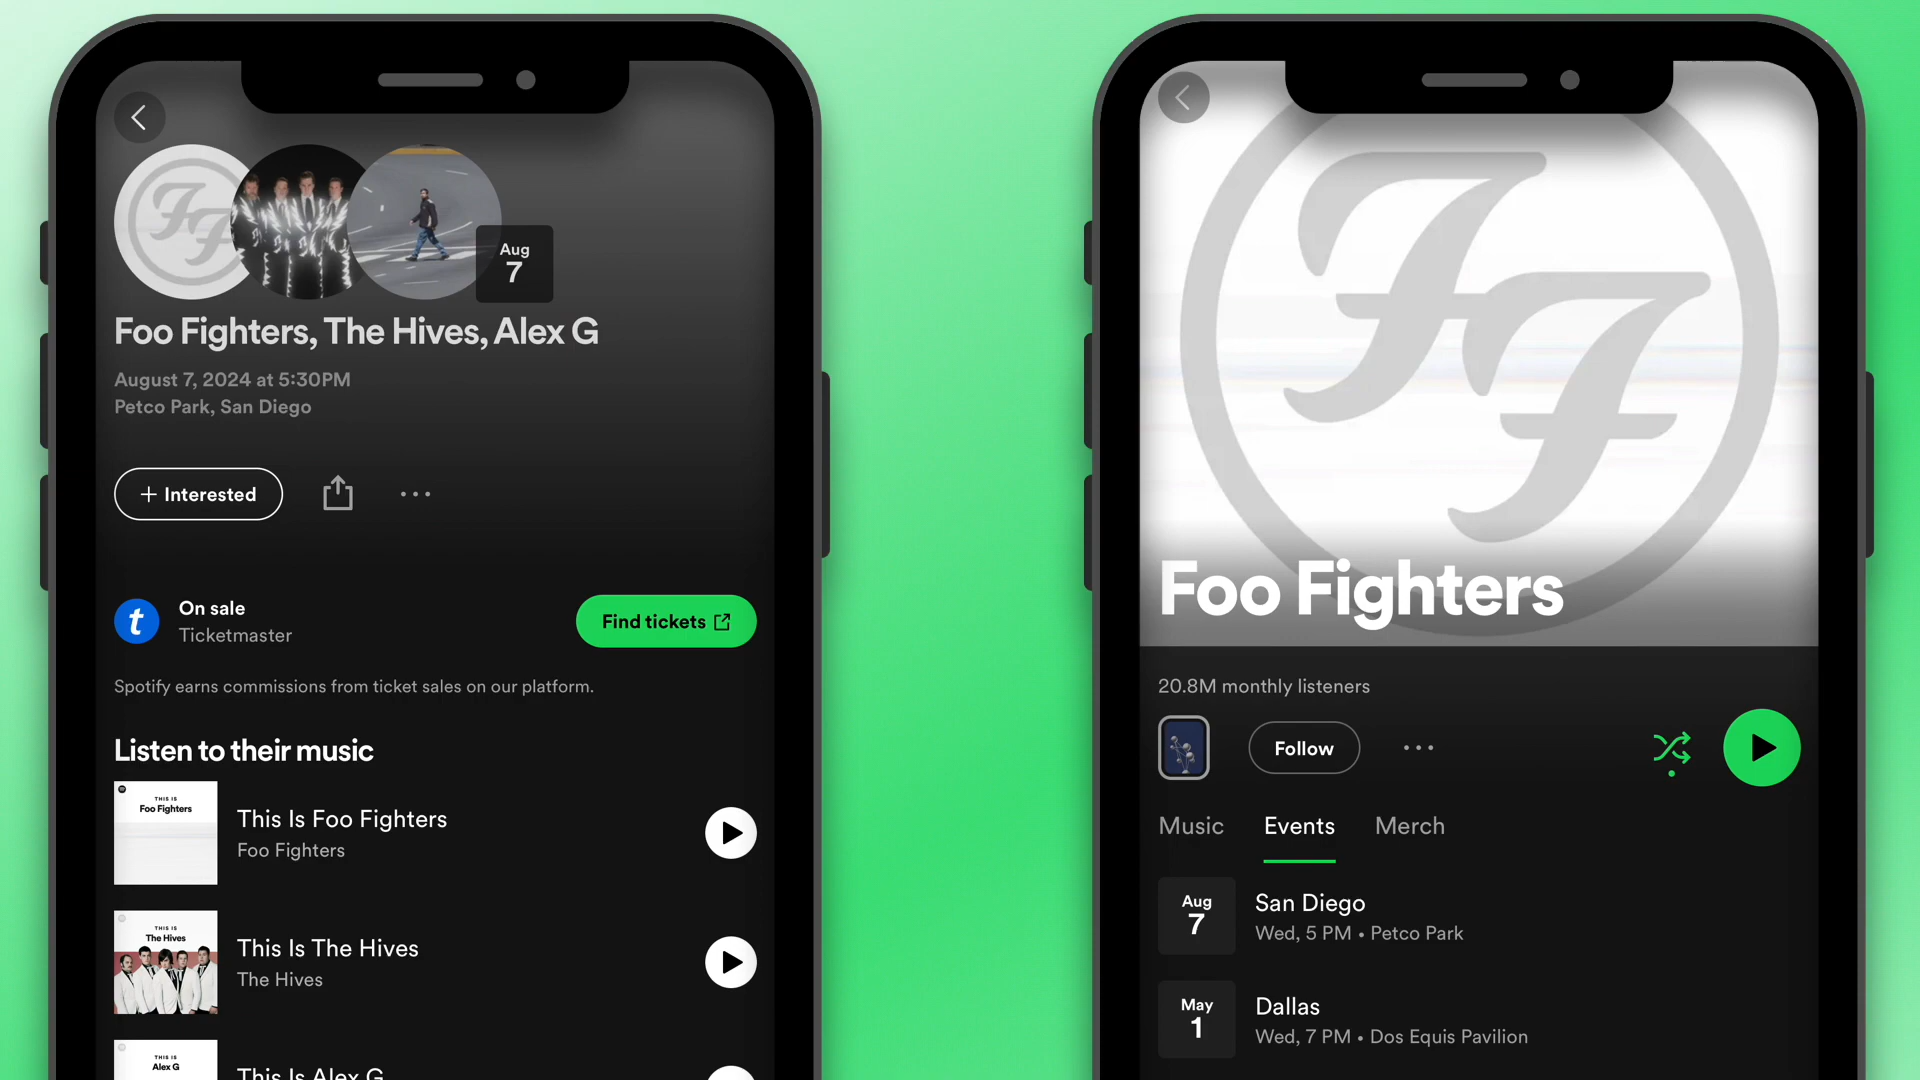 Aug
7
Foo Fighters, The Hives, Alex G
August 7, 2024 at 5:30PM
Petco Park, San Diego
+ Interested
t
On sale
Ticketmaster
Find tickets
Spotify earns commissions from ticket sales on our platform.
Listen to their music
THIS IS
Foo Fighters
This Is Foo Fighters
Foo Fighters
THIS IS
The Hives
This Is The Hives
The Hives
THIS IS
Alex G
This Is Alex G
FF
Foo Fighters
20.8M monthly listeners
Follow
Music Events Merch
Aug
7
San Diego
Wed, 5 PM • Petco Park
May
1
Dallas
Wed, 7 PM • Dos Equis Pavilion